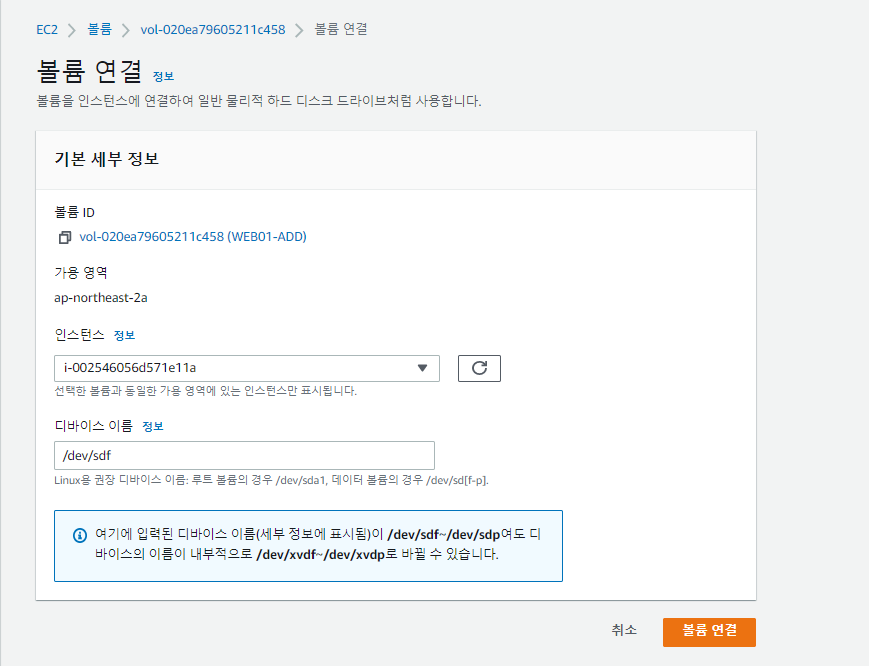 EC2 > 볼륨 > vol-020ea79605211c458 > 볼륨 연결
볼륨 연결 정보
볼륨을 인스턴스에 연결하여 일반 물리적 하드 디스크 드라이브처럼 사용합니다.
기본 세부 정보
볼륨 ID
vol-020ea79605211c458 (WEB01-ADD)
가용 영역
ap-northeast-2a
인스턴스 정보
i-002546056d571e11a
선택한 볼륨과 동일한 가용 영역에 있는 인스턴스만 표시됩니다.
디바이스 이름 정보
/dev/sdf
Linux용 권장 디바이스 이름: 루트 볼륨의 경우 /dev/sda1, 데이터 볼륨의 경우 /dev/sd[f-p].
여기에 입력된 디바이스 이름(세부 정보에 표시됨)이 /dev/sdf~/dev/sdp여도 디
바이스의 이름이 내부적으로 /dev/xvdf~/dev/xvdp로 바뀔 수 있습니다.
취소 볼륨 연결